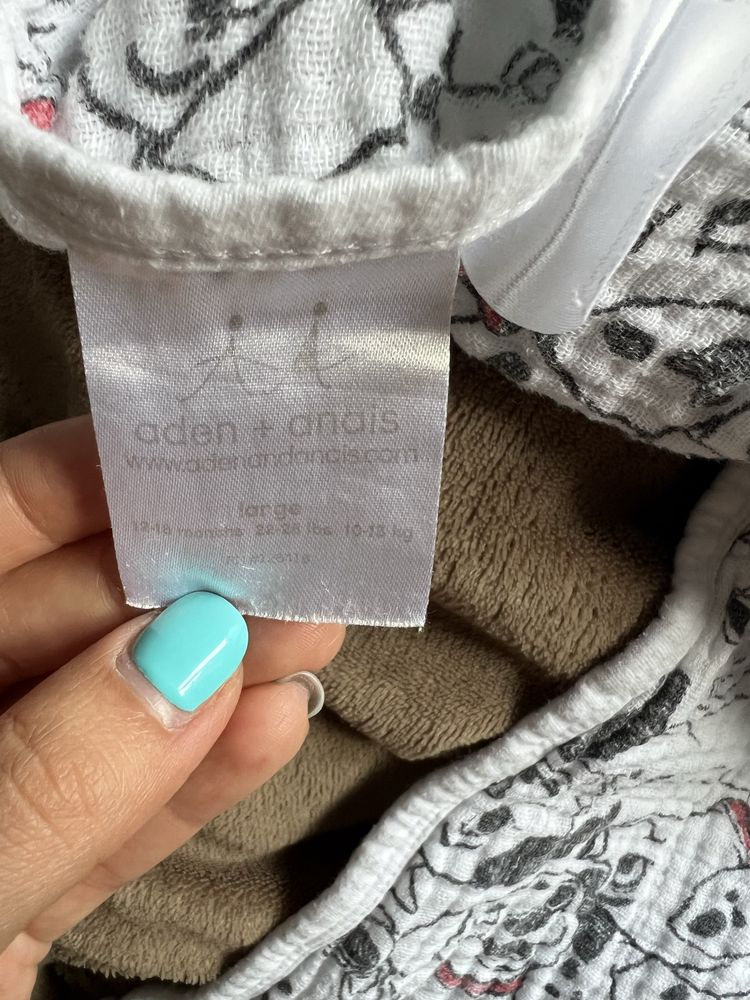 aden + anais
www.adenandanais.com
large
12-18 months 22-28 lbs 10-13 kg